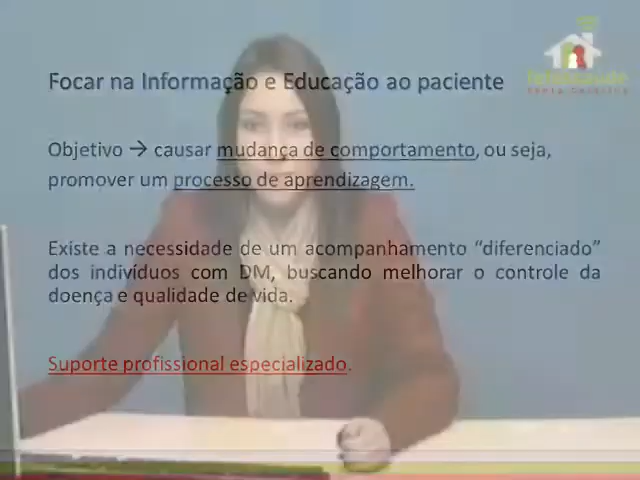 Focar na Informação e Educação ao paciente
Objetivo → causar mudança de comportamento, ou seja,
promover um processo de aprendizagem.
Existe a necessidade de um acompanhamento “diferenciado”
dos indivíduos com DM, buscando melhorar o controle da
doença e qualidade de vida.
Suporte profissional especializado.